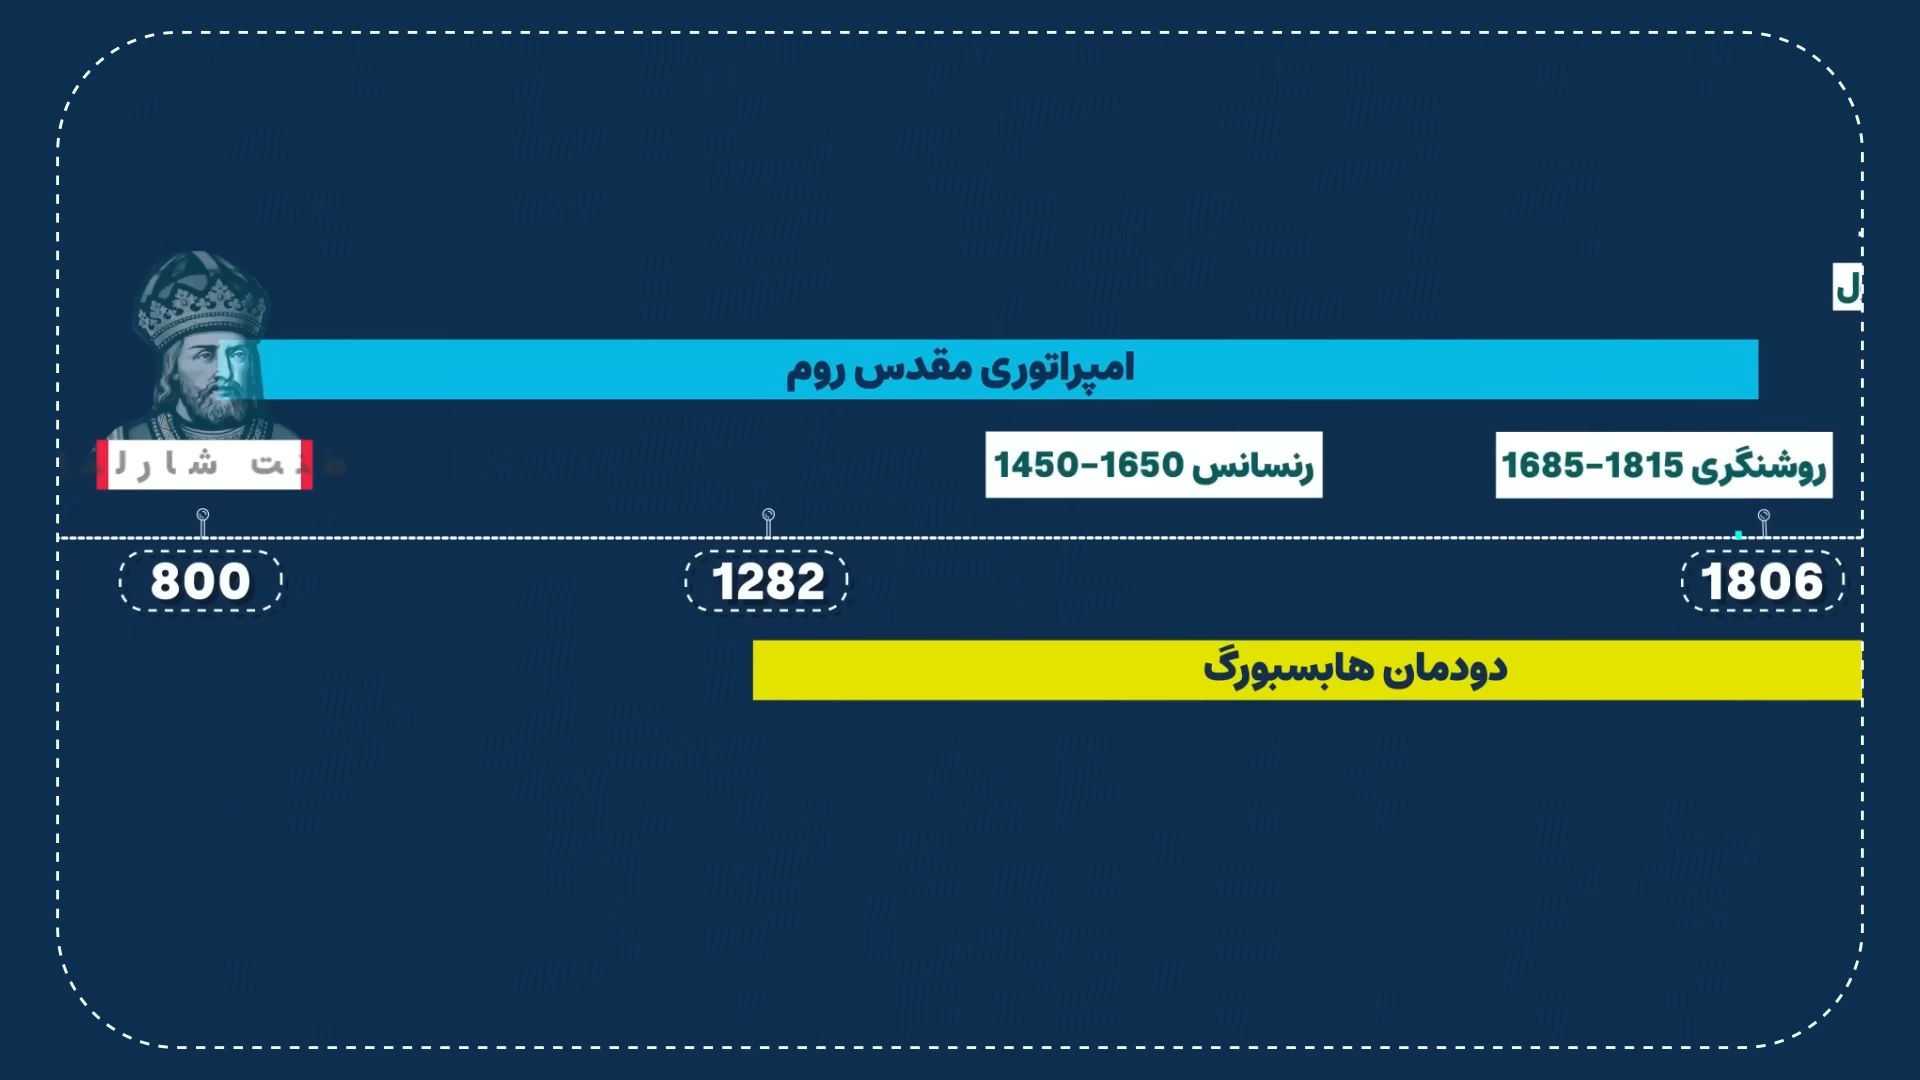 امپراتوری مقدس روم
رنسانس 1450-1650
روشنگری 1685-1815
800
1282
1806
دودمان هابسبورگ